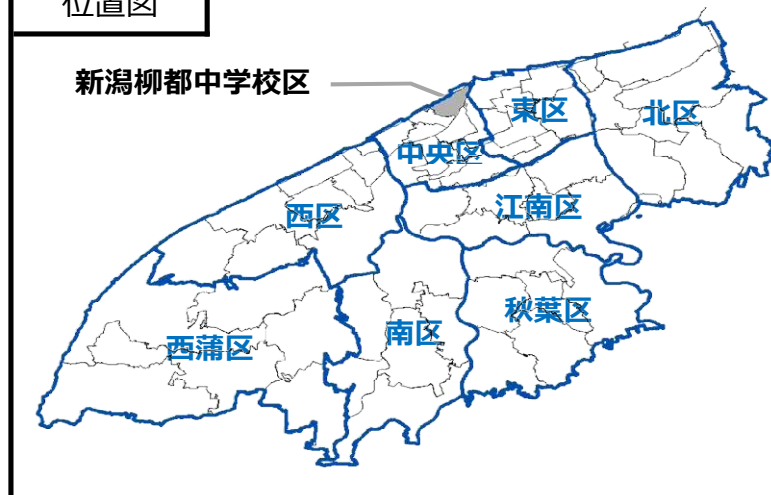 位置図
新潟柳都中学校区
東区
北区
中央区
西区
江南区
秋葉区
南区
西蒲区